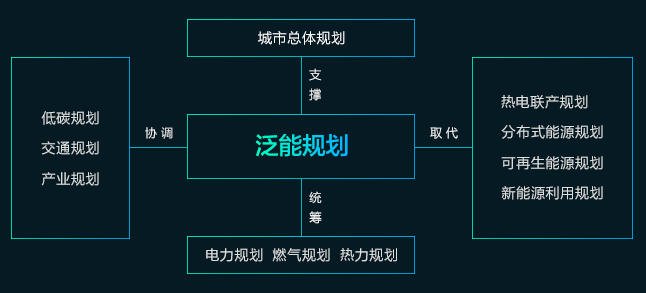 城市总体规划
支
撑
低碳规划
交通规划
产业规划
协调
泛能规划
取代
热电联产规划
分布式能源规划
可再生能源规划
新能源利用规划
统
筹
电力规划 燃气规划 热力规划